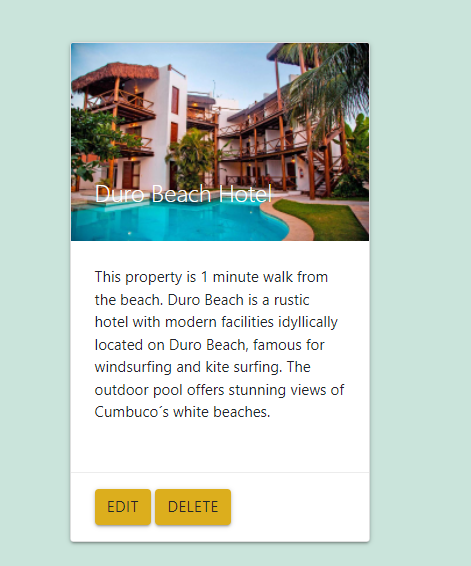 Duro Beach Hotel
This property is 1 minute walk from
the beach. Duro Beach is a rustic
hotel with modern facilities idyllically
located on Duro Beach, famous for
windsurfing and kite surfing. The
outdoor pool offers stunning views of
Cumbuco´s white beaches.
EDIT DELETE